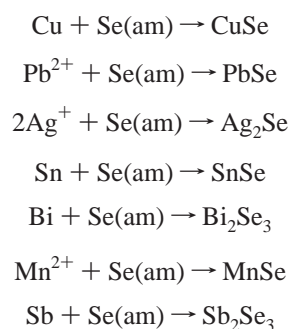 Cu + Se(am) → CuSe
Pb²⁺ + Se(am) → PbSe
2Ag⁺ + Se(am) → Ag₂Se
Sn + Se(am) → SnSe
Bi + Se(am) → Bi₂Se₃
Mn²⁺ + Se(am) → MnSe
Sb + Se(am) → Sb₂Se₃